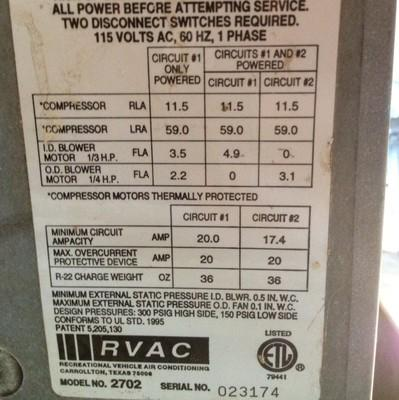 ALL POWER BEFORE ATTEMPTING SERVICE.
TWO DISCONNECT SWITCHES REQUIRED.
115 VOLTS AC, 60 HZ, 1 PHASE
CIRCUIT #1 ONLY POWERED CIRCUITS #1 AND #2 POWERED
CIRCUIT #1 CIRCUIT #2
*COMPRESSOR RLA 11.5 11.5 11.5
*COMPRESSOR LRA 59.0 59.0 59.0
I.D. BLOWER
MOTOR 1/3 H.P. FLA 3.5 4.9 0
O.D. BLOWER
MOTOR 1/4 H.P. FLA 2.2 0 3.1
*COMPRESSOR MOTORS THERMALLY PROTECTED
CIRCUIT #1 CIRCUIT #2
MINIMUM CIRCUIT
AMPACITY AMP 20.0 17.4
MAX. OVERCURRENT
PROTECTIVE DEVICE AMP 20 20
R-22 CHARGE WEIGHT OZ 36 36
MINIMUM EXTERNAL STATIC PRESSURE I.D. BLWR. 0.5 IN. W.C.
MAXIMUM EXTERNAL STATIC PRESSURE O.D. FAN 0.1 IN. W.C.
DESIGN PRESSURES: 300 PSIG HIGH SIDE, 150 PSIG LOW SIDE
CONFORMS TO UL STD. 1995
PATENT 5,205,130
LISTED
RVAC
ETL
RECREATIONAL VEHICLE AIR CONDITIONING
CARROLLTON, TEXAS 75006
79441
MODEL NO. 2702 SERIAL NO. 023174